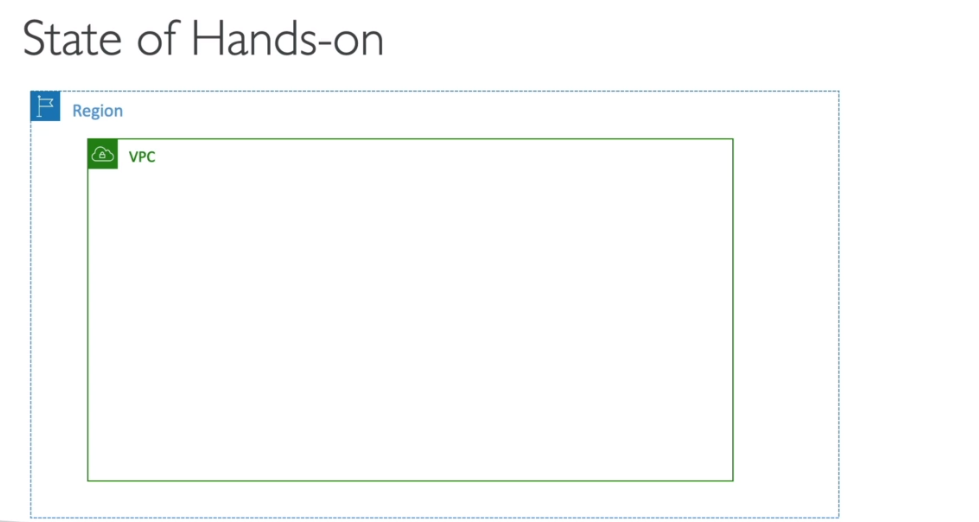 State of Hands-on
Region
VPC